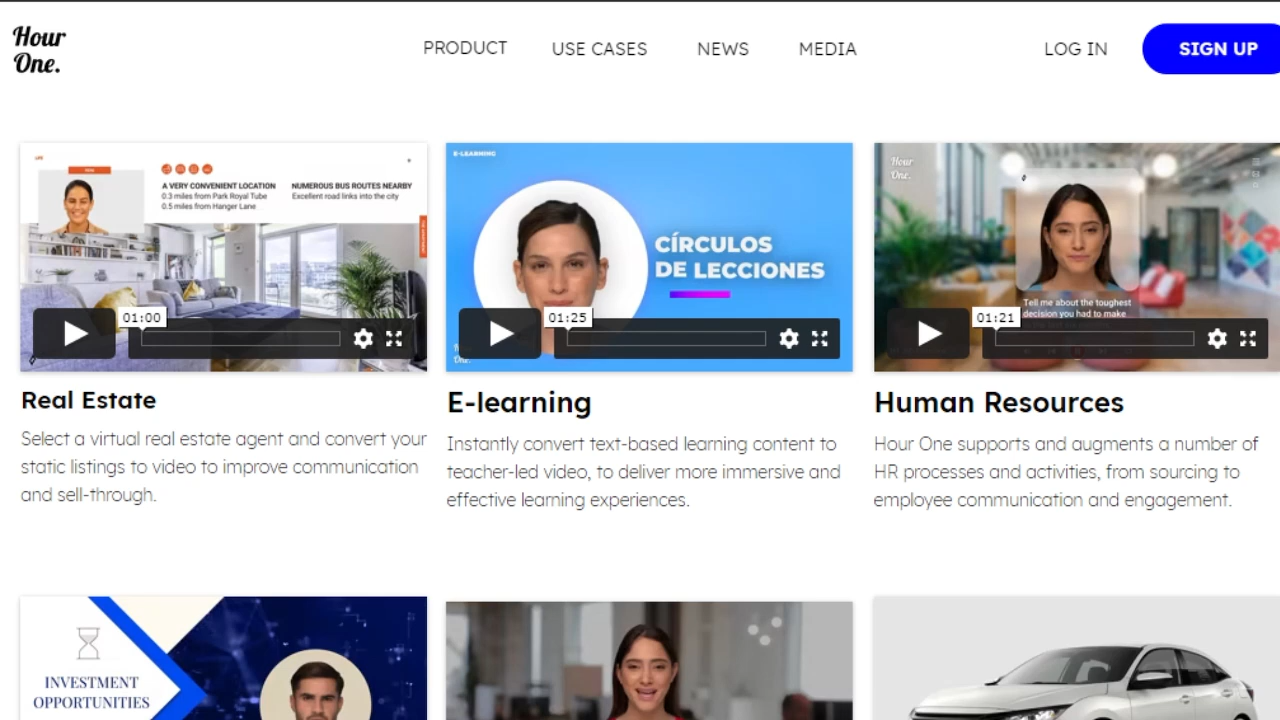 Hour
One.
PRODUCT
USE CASES
NEWS
MEDIA
LOG IN
SIGN UP
LIFE
A VERY CONVENIENT LOCATION
0.3 miles from Park Royal Tube
0.5 miles from Hanger Lane
NUMEROUS BUS ROUTES NEARBY
Excellent road links into the city
01:00
E-LEARNING
CÍRCULOS
DE LECCIONES
01:25
Hour
One.
Hour
One.
Tell me about the toughest
decision you had to make
01:21
Real Estate
Select a virtual real estate agent and convert your
static listings to video to improve communication
and sell-through.
E-learning
Instantly convert text-based learning content to
teacher-led video, to deliver more immersive and
effective learning experiences.
Human Resources
Hour One supports and augments a number of
HR processes and activities, from sourcing to
employee communication and engagement.
INVESTMENT
OPPORTUNITIES